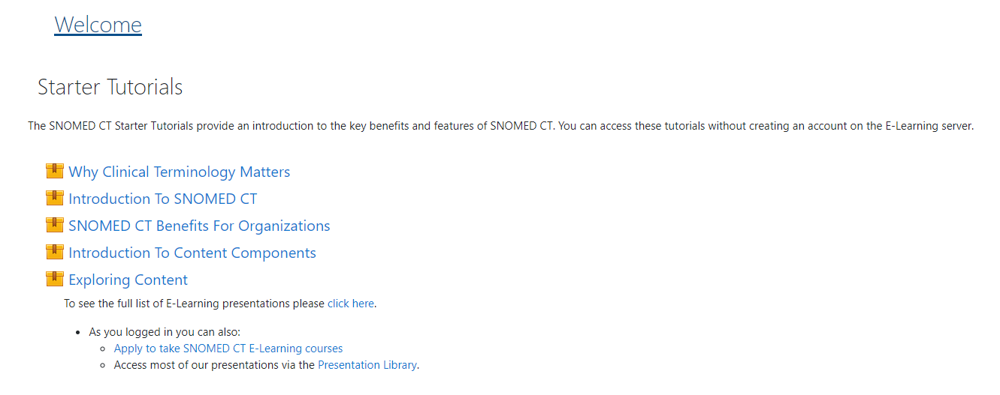 Welcome
Starter Tutorials
The SNOMED CT Starter Tutorials provide an introduction to the key benefits and features of SNOMED CT. You can access these tutorials without creating an account on the E-Learning server.
Why Clinical Terminology Matters
Introduction To SNOMED CT
SNOMED CT Benefits For Organizations
Introduction To Content Components
Exploring Content
To see the full list of E-Learning presentations please click here.
As you logged in you can also:
Apply to take SNOMED CT E-Learning courses
Access most of our presentations via the Presentation Library.